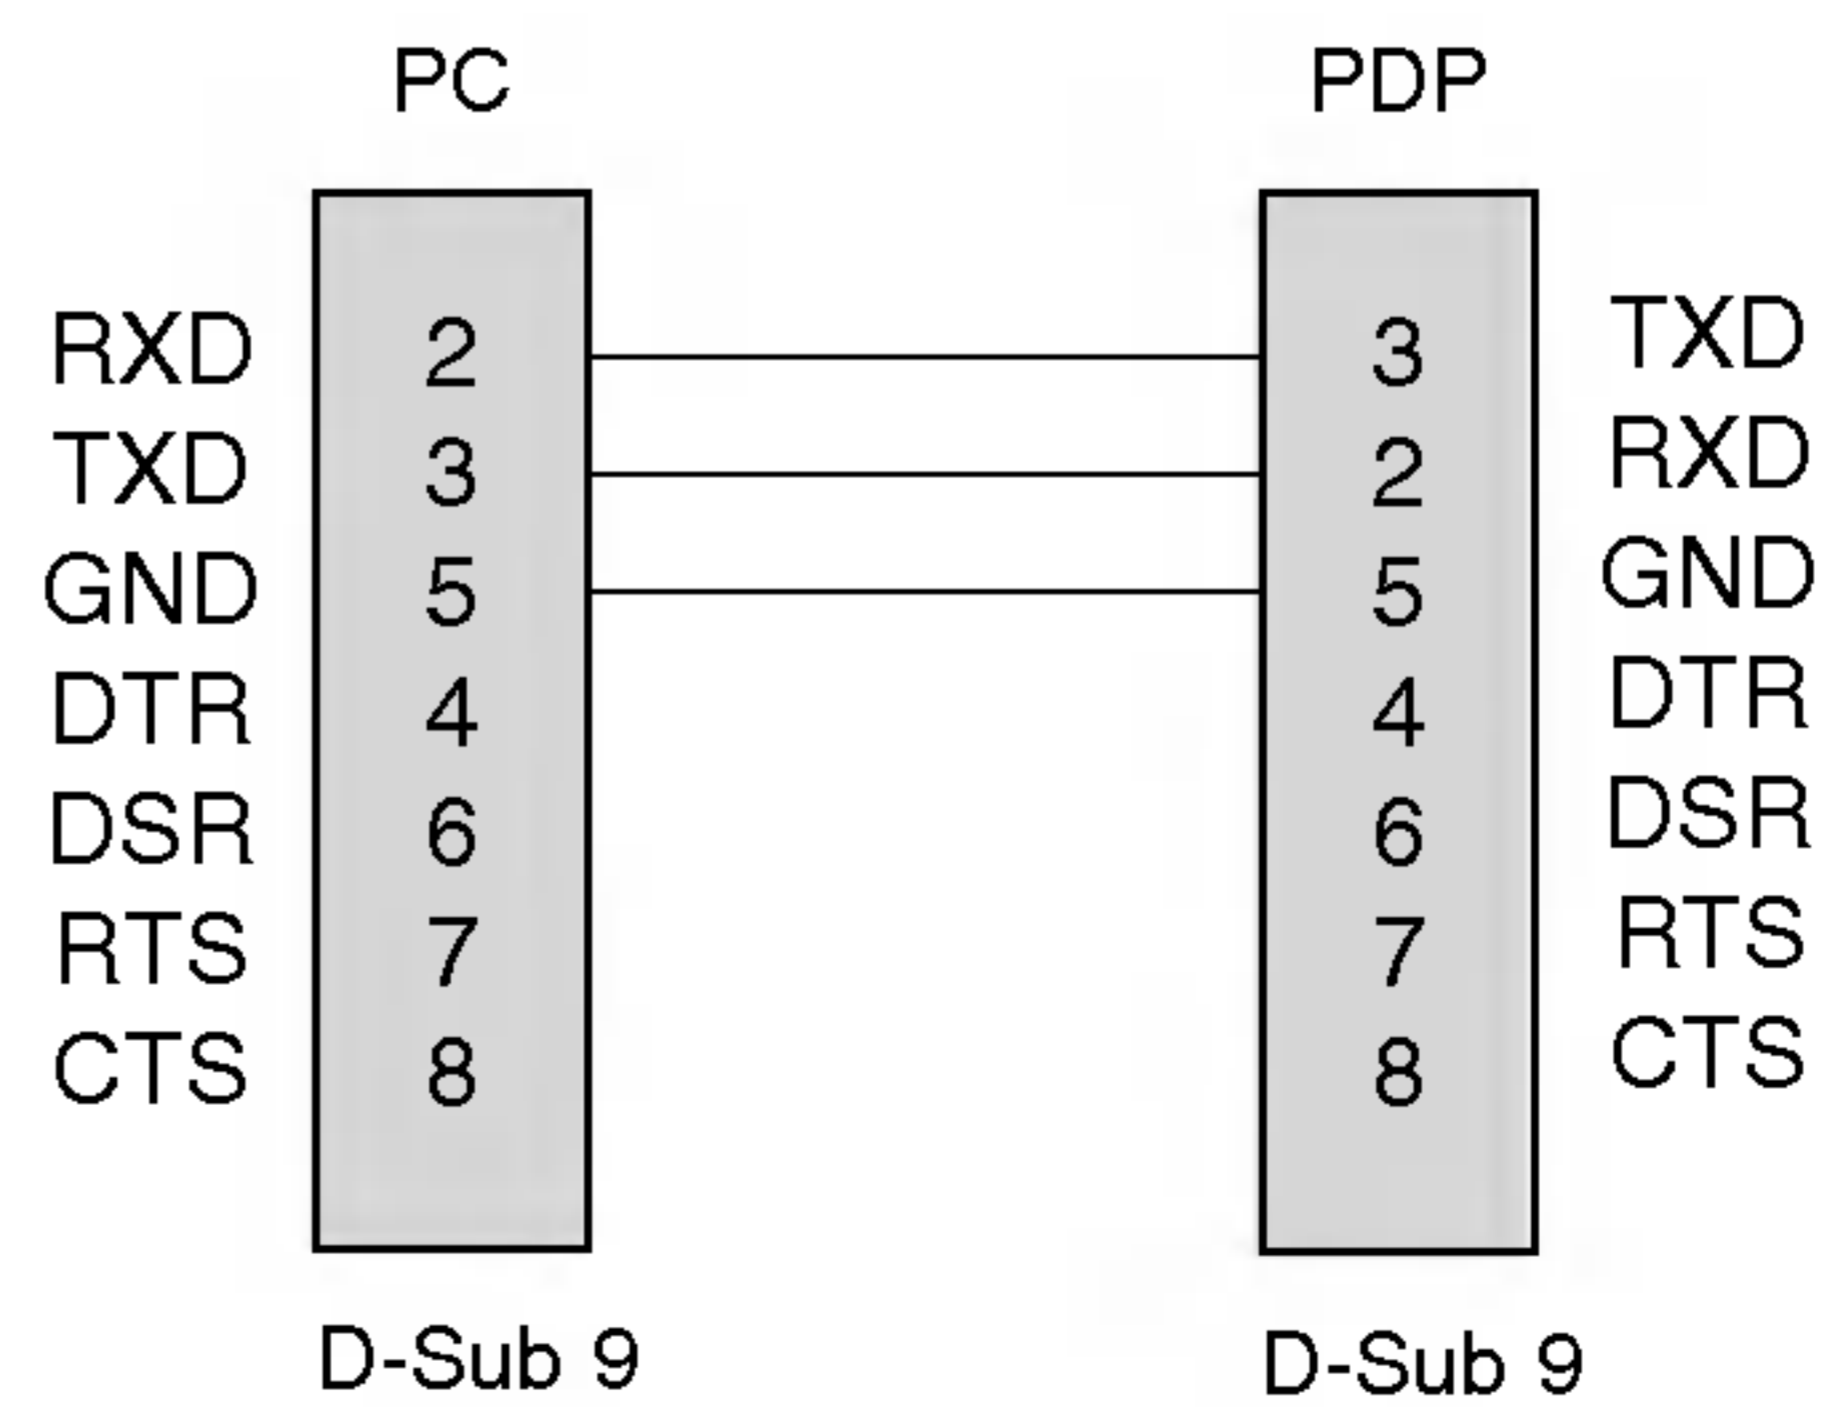 PC PDP
RXD 2 3 TXD
TXD 3 2 RXD
GND 5 5 GND
DTR 4 4 DTR
DSR 6 6 DSR
RTS 7 7 RTS
CTS 8 8 CTS
D-Sub 9 D-Sub 9